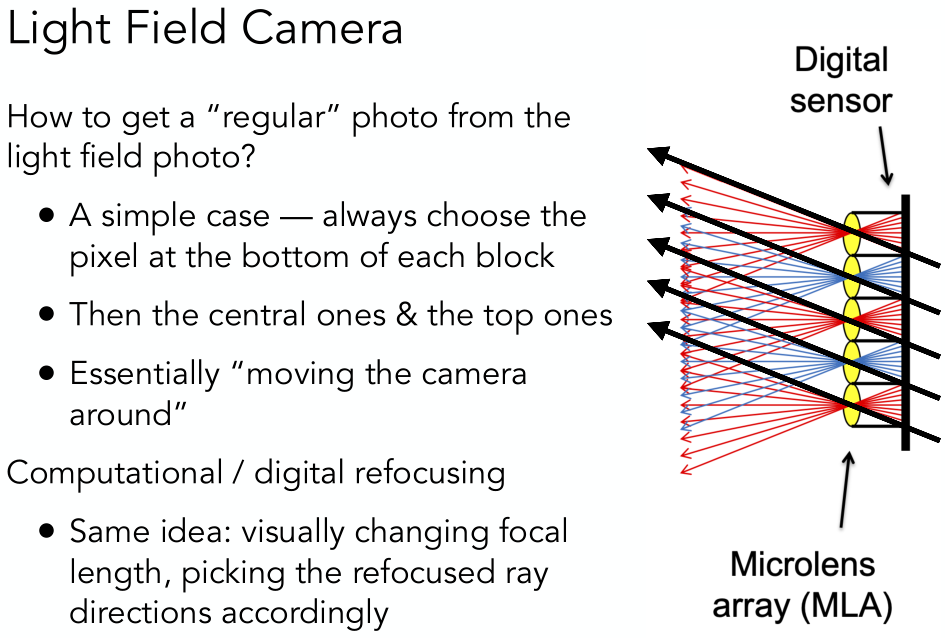 Light Field Camera
How to get a “regular” photo from the
light field photo?
• A simple case — always choose the
pixel at the bottom of each block
• Then the central ones & the top ones
• Essentially “moving the camera
around”
Computational / digital refocusing
• Same idea: visually changing focal
length, picking the refocused ray
directions accordingly
Digital
sensor
Microlens
array (MLA)